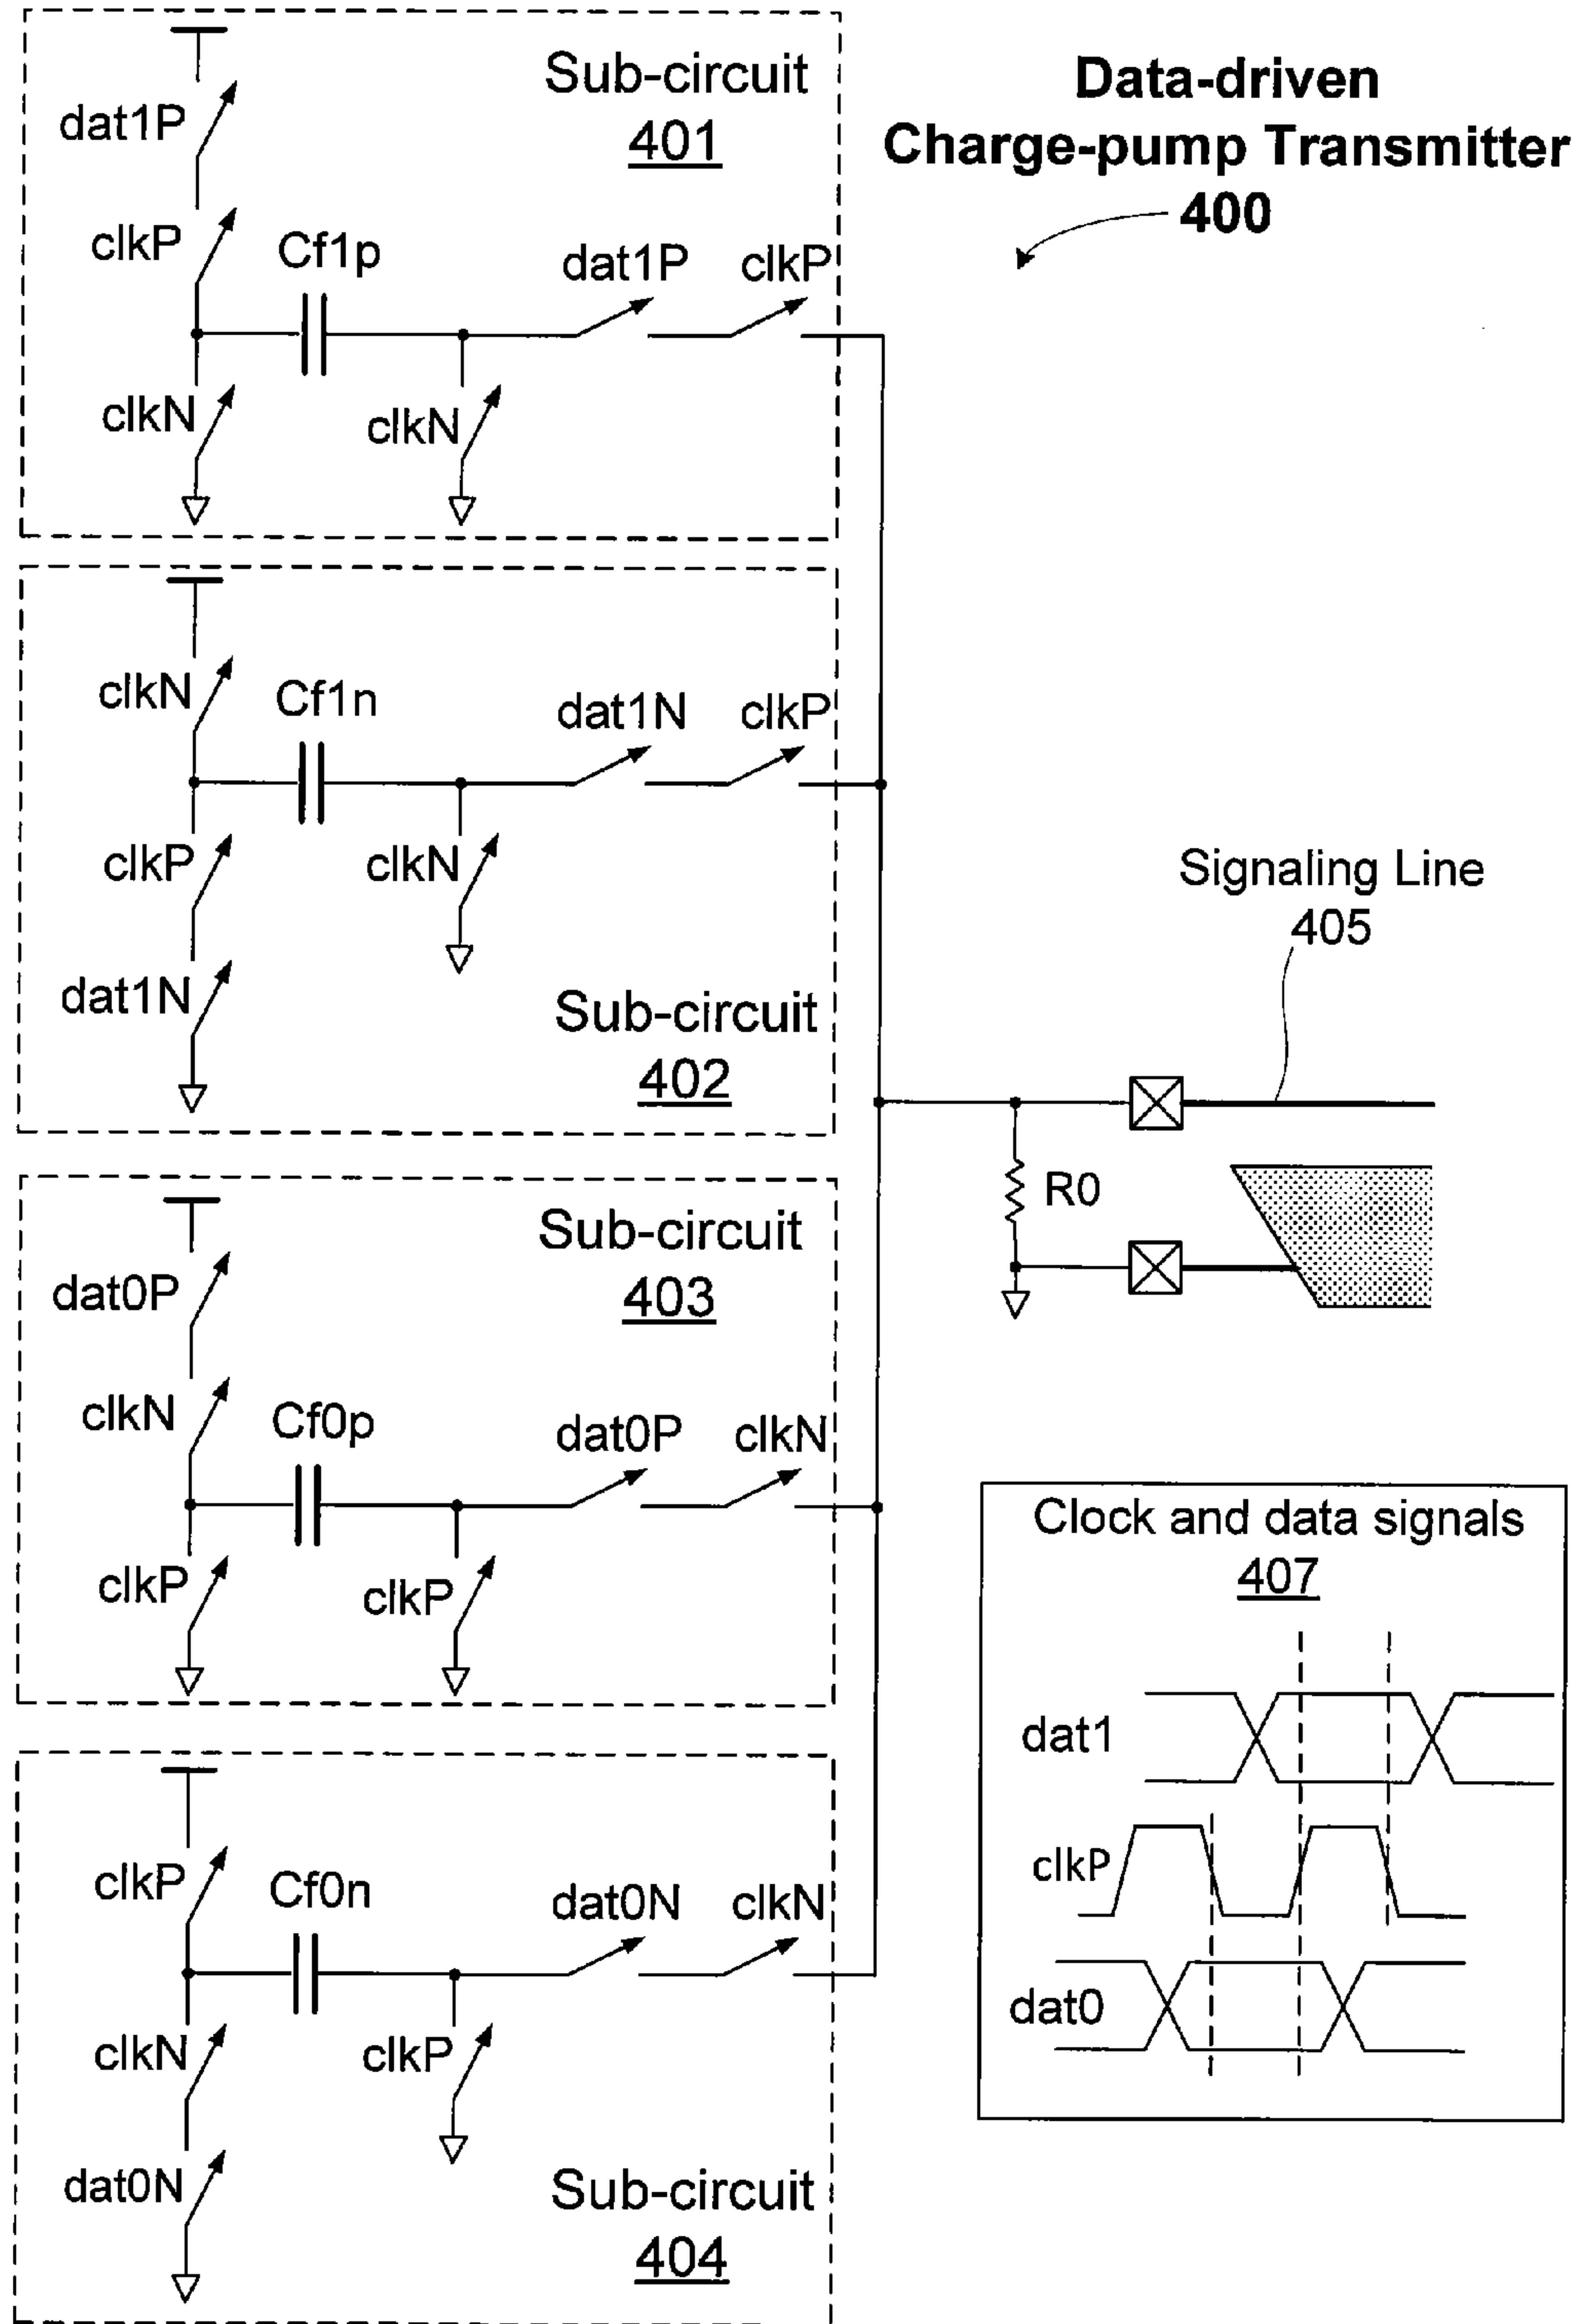 Data-driven
Charge-pump Transmitter
400
Sub-circuit
401
dat1P
clkP
Cf1p
dat1P
clkP
clkN
clkN
clkN
Cf1n
dat1N
clkP
clkP
clkN
dat1N
Sub-circuit
402
Signaling Line
405
R0
Sub-circuit
403
dat0P
clkN
Cf0p
dat0P
clkN
clkP
clkP
clkP
Cf0n
dat0N
clkN
clkN
clkP
dat0N
Sub-circuit
404
Clock and data signals
407
dat1
clkP
dat0